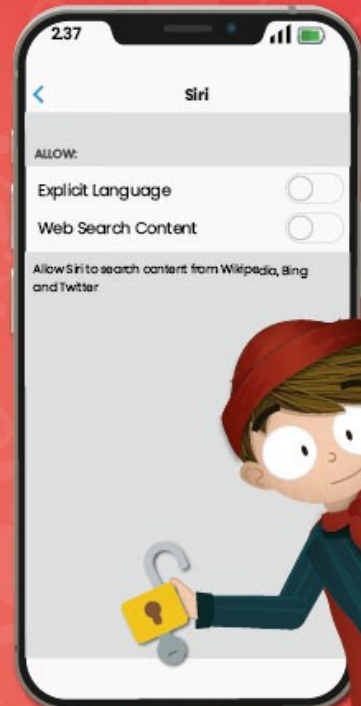 2.37
Siri
ALLOW:
Explicit Language
Web Search Content
Allow Siri to search content from Wikipedia, Bing
and Twitter